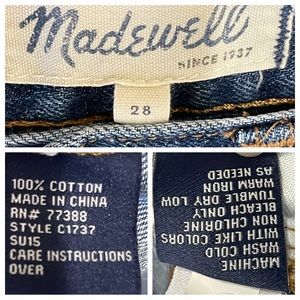 Madewell
SINCE 1937
28
100% COTTON
MADE IN CHINA
RN# 77388
STYLE C1737
SU15
CARE INSTRUCTIONS
OVER
MACHINE
WASH COLD
WITH LIKE COLORS
NON CHLORINE
BLEACH ONLY
TUMBLE DRY LOW
WARM IRON
AS NEEDED